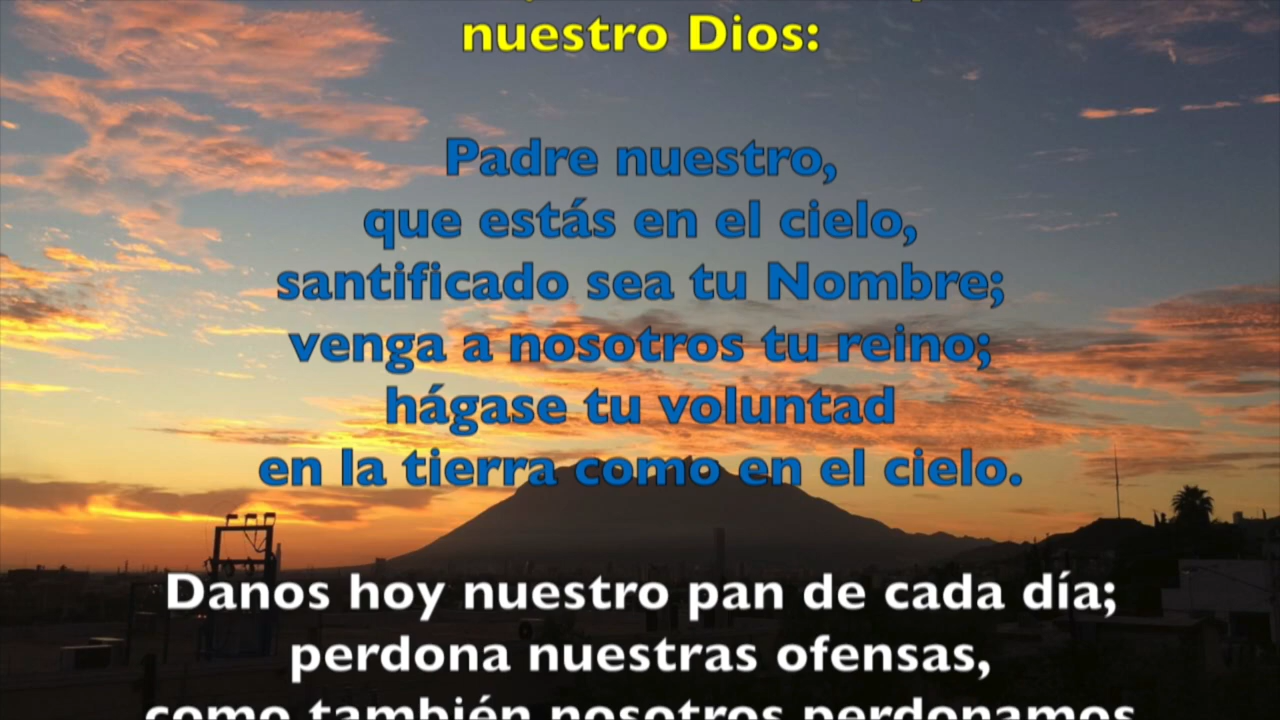 nuestro Dios:
Padre nuestro,
que estás en el cielo,
santificado sea tu Nombre;
venga a nosotros tu reino;
hágase tu voluntad
en la tierra como en el cielo.
Danos hoy nuestro pan de cada día;
perdona nuestras ofensas,
como también nosotros perdonamos